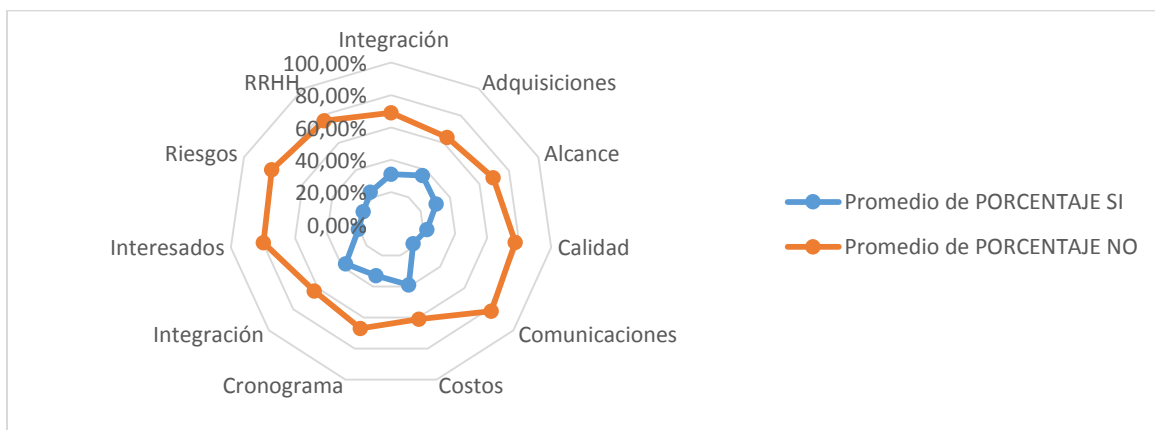 Integración
100,00%
80,00%
60,00%
40,00%
20,00%
0,00%
Adquisiciones
Alcance
Calidad
Comunicaciones
Costos
Cronograma
Integración
Interesados
Riesgos
RRHH
Promedio de PORCENTAJE SI
Promedio de PORCENTAJE NO